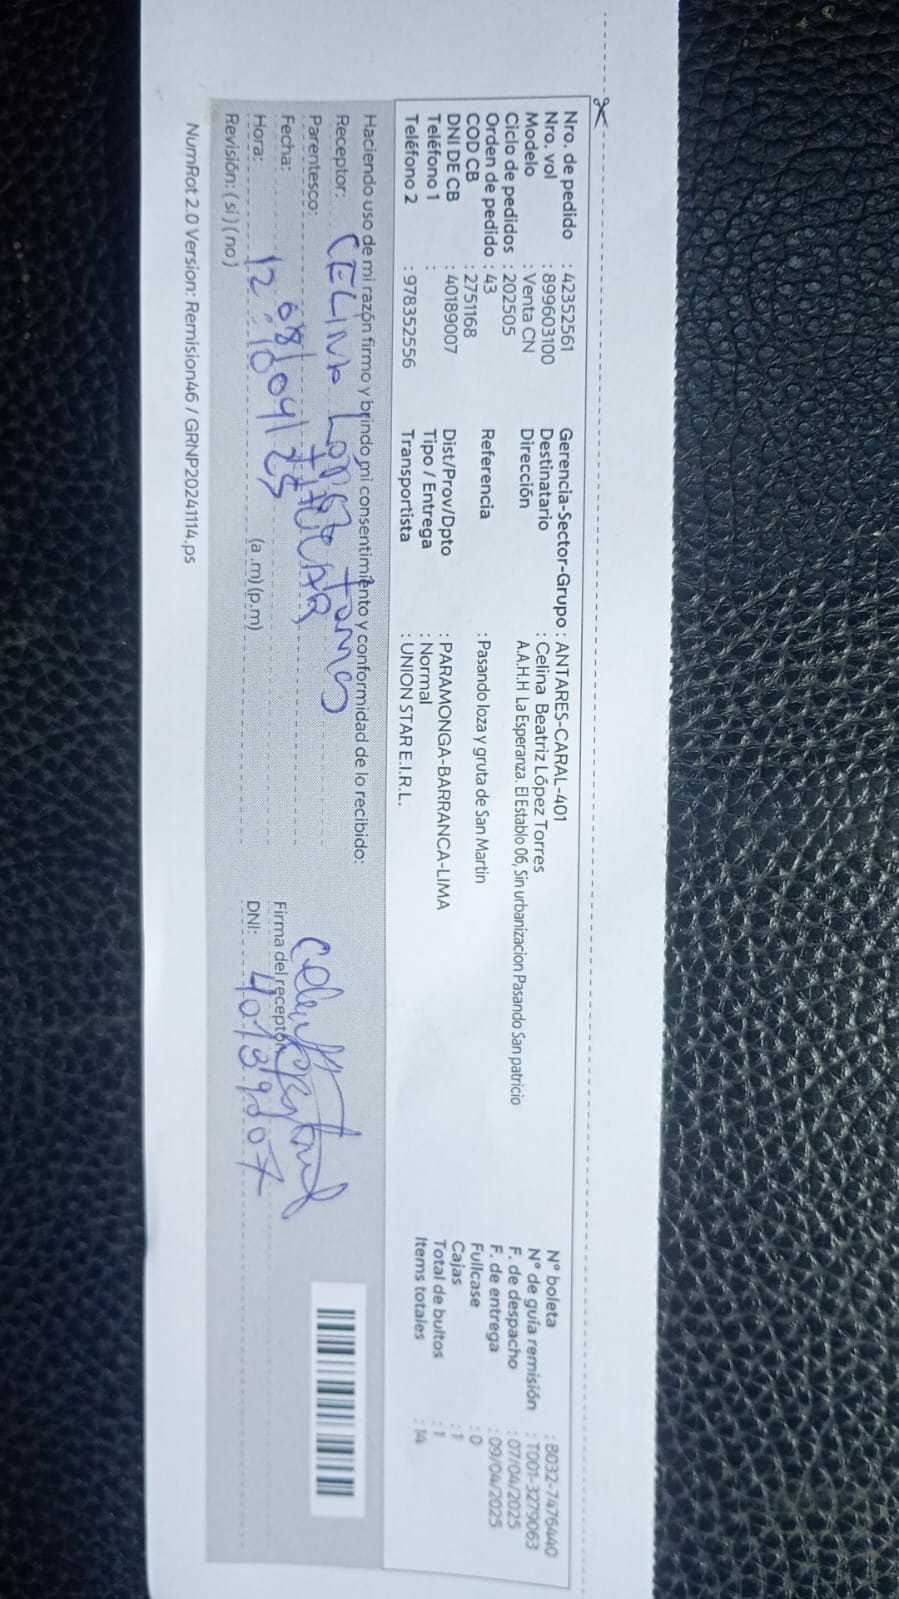 Nro. de pedido : 42352561 Gerencia-Sector-Grupo : ANTARES-CARAL-401 N° boleta : B032-7476440
Nro. vol : 899603100 Destinatario : Celina Beatriz López Torres N° de guía remisión : T001-3279063
Modelo : Venta CN Dirección A.A.H.H La Esperanza. El Establo 06, Sin urbanizacion Pasando San patricio F. de despacho : 07/04/2025
Ciclo de pedidos : 202505 F. de entrega : 09/04/2025
Orden de pedido : 43 Referencia : Pasando loza y gruta de San Martin Fullcase : 0
COD CB : 2751168 Cajas : 1
DNI DE CB : 40189007 Dist/Prov/Dpto : PARAMONGA-BARRANCA-LIMA Total de bultos : 1
Teléfono 1 : Tipo / Entrega : Normal Items totales : 14
Teléfono 2 : 978352556 Transportista : UNION STAR E.I.R.L.
Haciendo uso de mi razón firmo y brindo mi consentimiento y conformidad de lo recibido:
Receptor: CELINA Lopez torres
Parentesco: titular
Fecha: 08/04/25 Firma del receptor
Hora: 12:10 (a.m) (p.m) DNI: 40189007
Revisión: ( si ) ( no )
NumRot 2.0 Version: Remision46 / GRNP20241114.ps